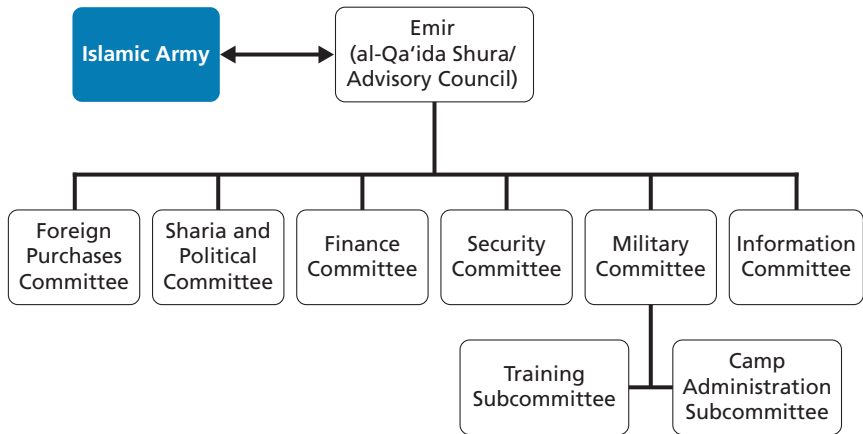 Islamic Army
Emir
(al-Qa‘ida Shura/
Advisory Council)
Foreign
Purchases
Committee
Sharia and
Political
Committee
Finance
Committee
Security
Committee
Military
Committee
Information
Committee
Training
Subcommittee
Camp
Administration
Subcommittee